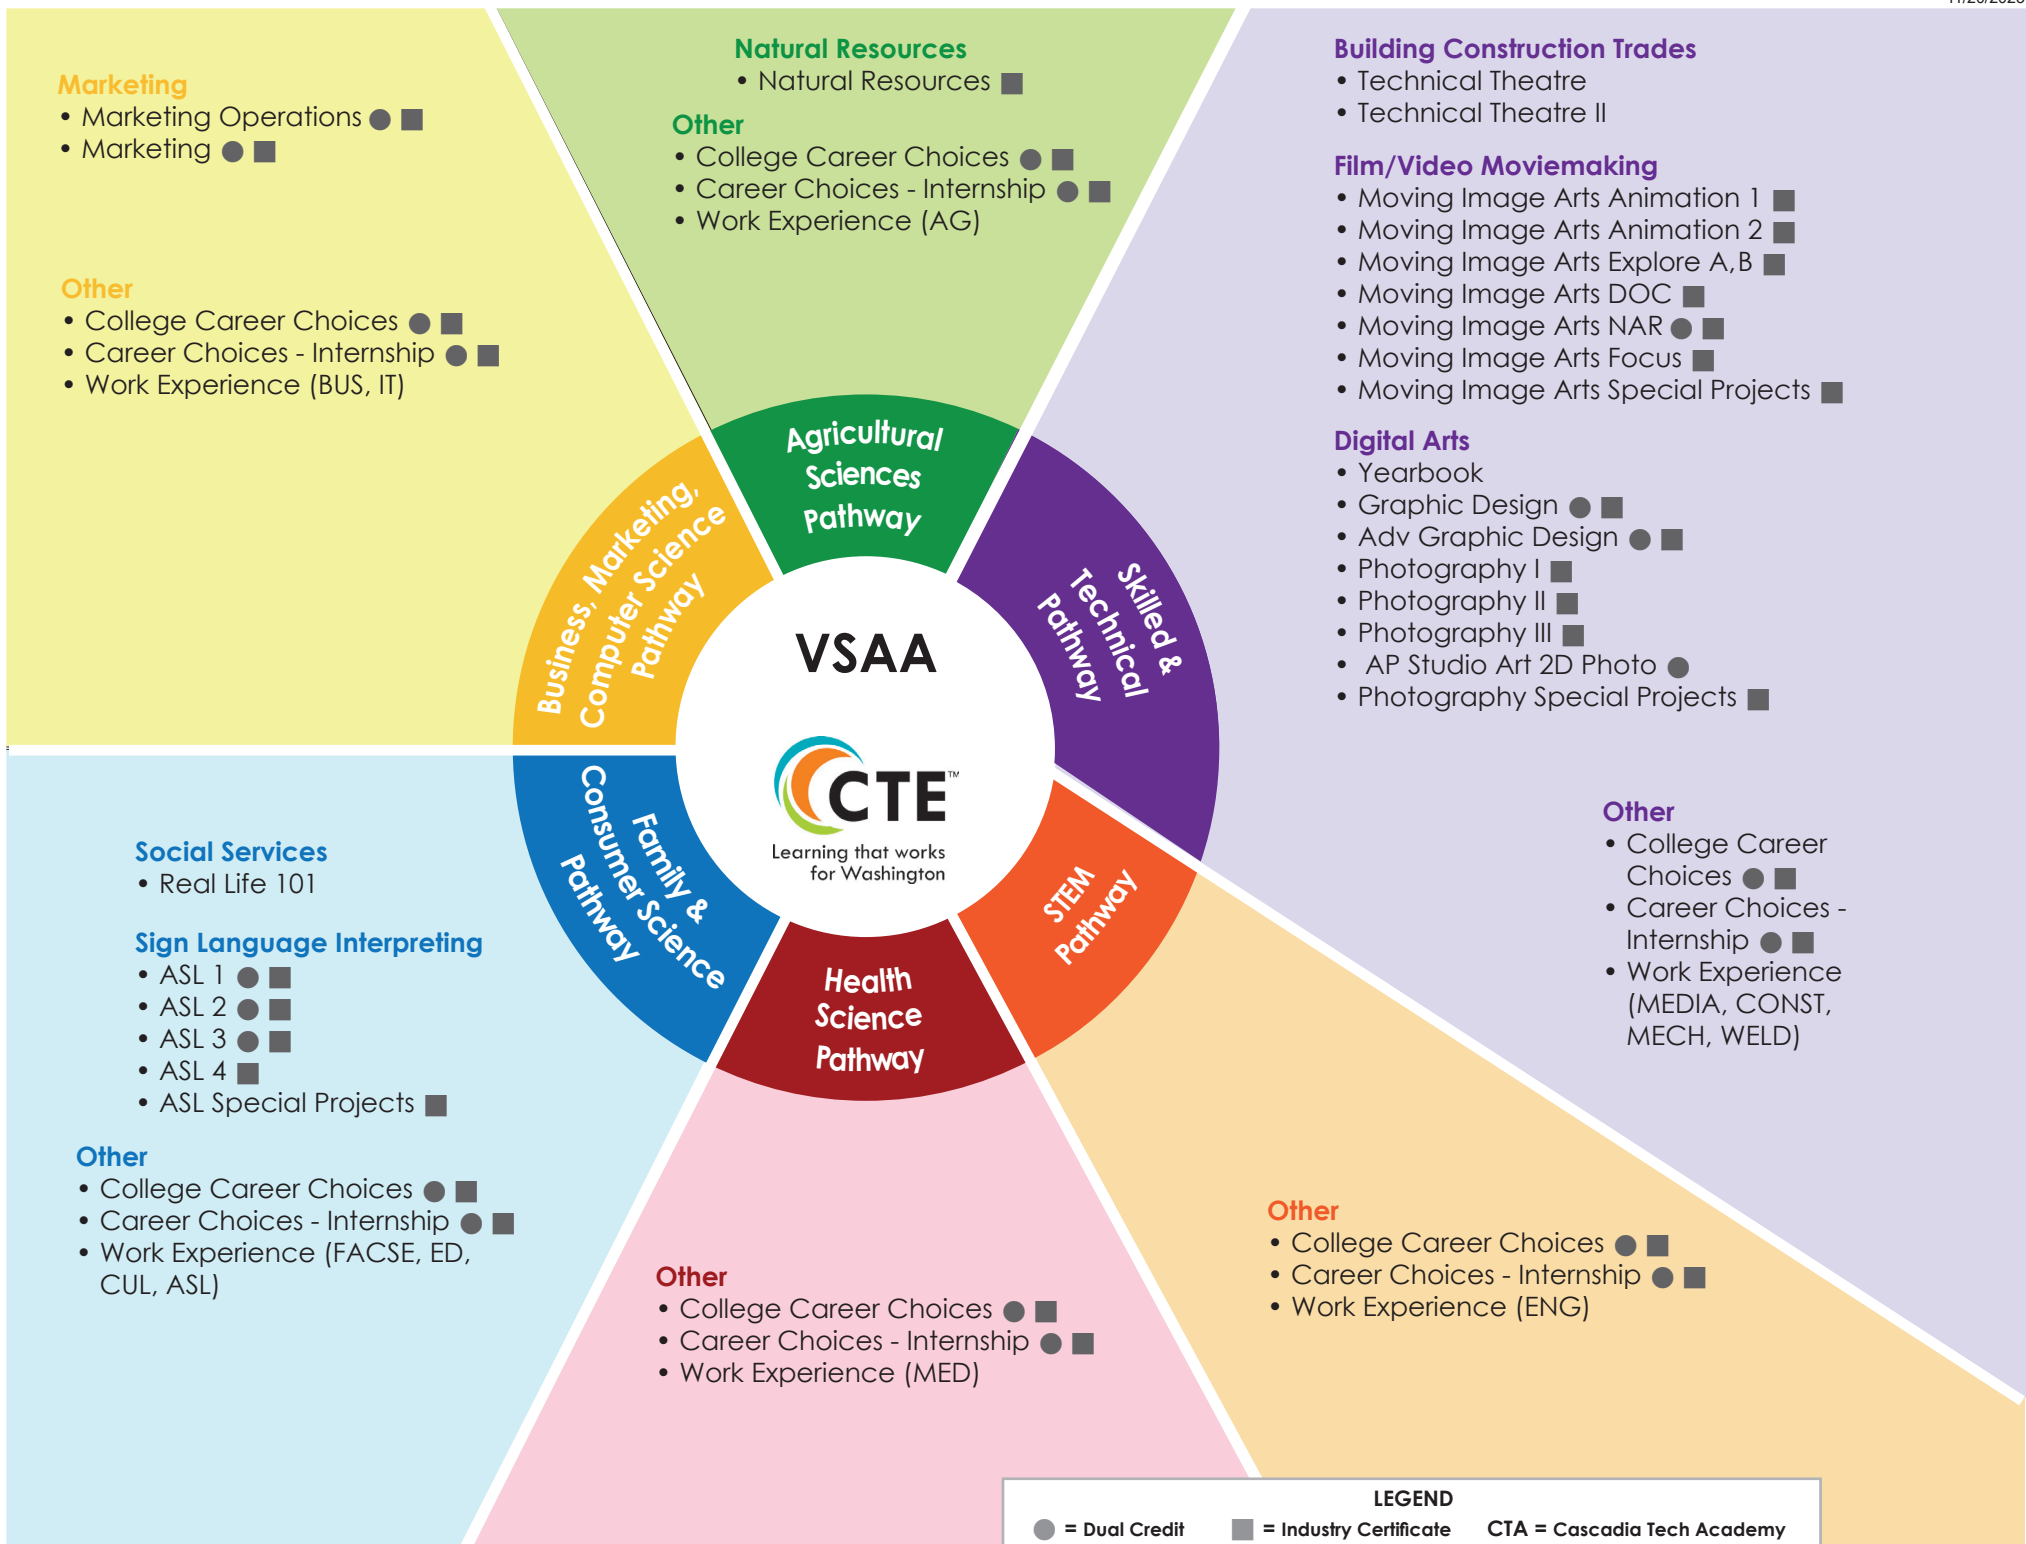 Marketing
• Marketing Operations
• Marketing
Other
• College Career Choices
• Career Choices - Internship
• Work Experience (BUS, IT)
Natural Resources
• Natural Resources
Other
• College Career Choices
• Career Choices - Internship
• Work Experience (AG)
Building Construction Trades
• Technical Theatre
• Technical Theatre II
Film/Video Moviemaking
• Moving Image Arts Animation 1
• Moving Image Arts Animation 2
• Moving Image Arts Explore A,B
• Moving Image Arts DOC
• Moving Image Arts NAR
• Moving Image Arts Focus
• Moving Image Arts Special Projects
Digital Arts
• Yearbook
• Graphic Design
• Adv Graphic Design
• Photography I
• Photography II
• Photography III
• AP Studio Art 2D Photo
• Photography Special Projects
Other
• College Career
Choices
• Career Choices -
Internship
• Work Experience
(MEDIA, CONST,
MECH, WELD)
Business, Marketing,
Computer Science
Pathway
Agricultural
Sciences
Pathway
Skilled &
Technical
Pathway
VSAA
CTE™
Learning that works
for Washington
Family &
Consumer Science
Pathway
Health
Science
Pathway
STEM
Pathway
Social Services
• Real Life 101
Sign Language Interpreting
• ASL 1
• ASL 2
• ASL 3
• ASL 4
• ASL Special Projects
Other
• College Career Choices
• Career Choices - Internship
• Work Experience (FACSE, ED,
CUL, ASL)
Other
• College Career Choices
• Career Choices - Internship
• Work Experience (MED)
Other
• College Career Choices
• Career Choices - Internship
• Work Experience (ENG)
LEGEND
= Dual Credit
= Industry Certificate
CTA = Cascadia Tech Academy